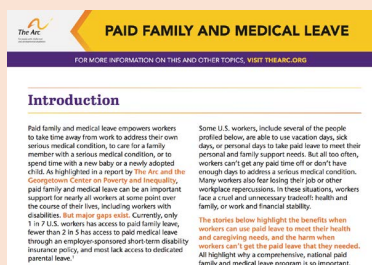 The Arc
PAID FAMILY AND MEDICAL LEAVE
FOR MORE INFORMATION ON THIS AND OTHER TOPICS, VISIT THEARC.ORG
Introduction
Paid family and medical leave empowers workers
to take time away from work to address their own
serious medical condition, to care for a family
member with a serious medical condition, or to
spend time with a new baby or a newly adopted
child. As highlighted in a report by The Arc and the
Georgetown Center on Poverty and Inequality,
paid family and medical leave can be an important
support for nearly all workers at some point over
the course of their lives, including workers with
disabilities. But major gaps exist. Currently, only
1 in 7 U.S. workers has access to paid family leave,
fewer than 2 in 5 has access to paid medical leave
through an employer-sponsored short-term disability
insurance policy, and most lack access to dedicated
parental leave.¹
Some U.S. workers, include several of the people
profiled below, are able to use vacation days, sick
days, or personal days to take paid leave to meet their
personal and family support needs. But all too often,
workers can't get any paid time off or don't have
enough days to address a serious medical condition.
Many workers also fear losing their job or other
workplace repercussions. In these situations, workers
face a cruel and unnecessary tradeoff: health and
family, or work and financial stability.
The stories below highlight the benefits when
workers can use paid leave to meet their health
and caregiving needs, and the harm when
workers can't get the paid leave that they needed.
All highlight why a comprehensive, national paid
family and medical leave program is so important.